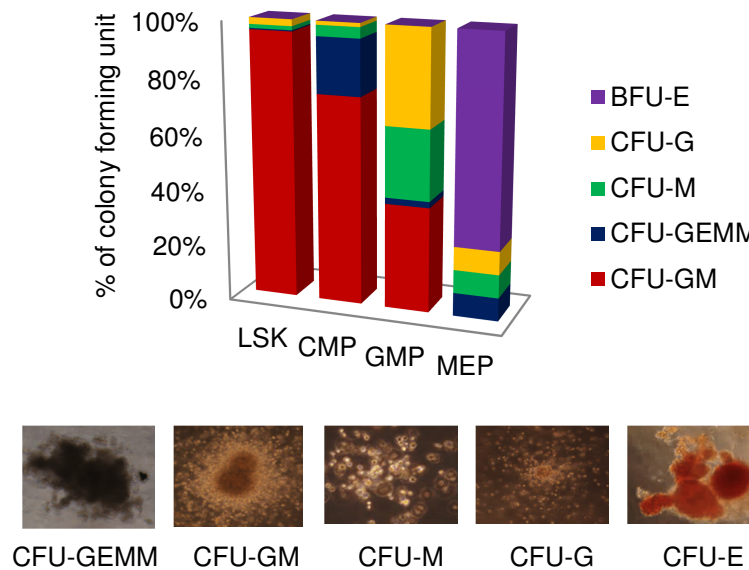 % of colony forming unit
100%
80%
60%
40%
20%
0%
LSK
CMP
GMP
MEP
BFU-E
CFU-G
CFU-M
CFU-GEMM
CFU-GM
CFU-GEMM
CFU-GM
CFU-M
CFU-G
CFU-E